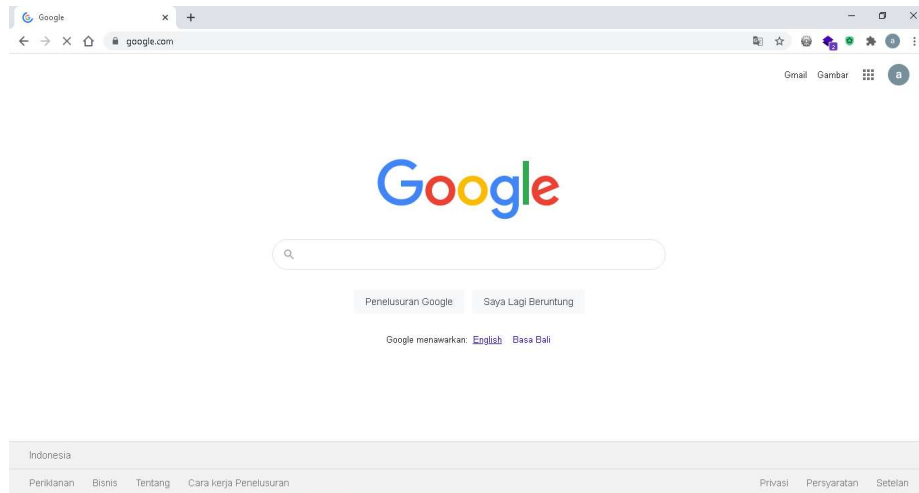 Google
google.com
2
a
Gmail Gambar
a
Google
Penelusuran Google Saya Lagi Beruntung
Google menawarkan: English Basa Bali
Indonesia
Periklanan Bisnis Tentang Cara kerja Penelusuran Privasi Persyaratan Setelan